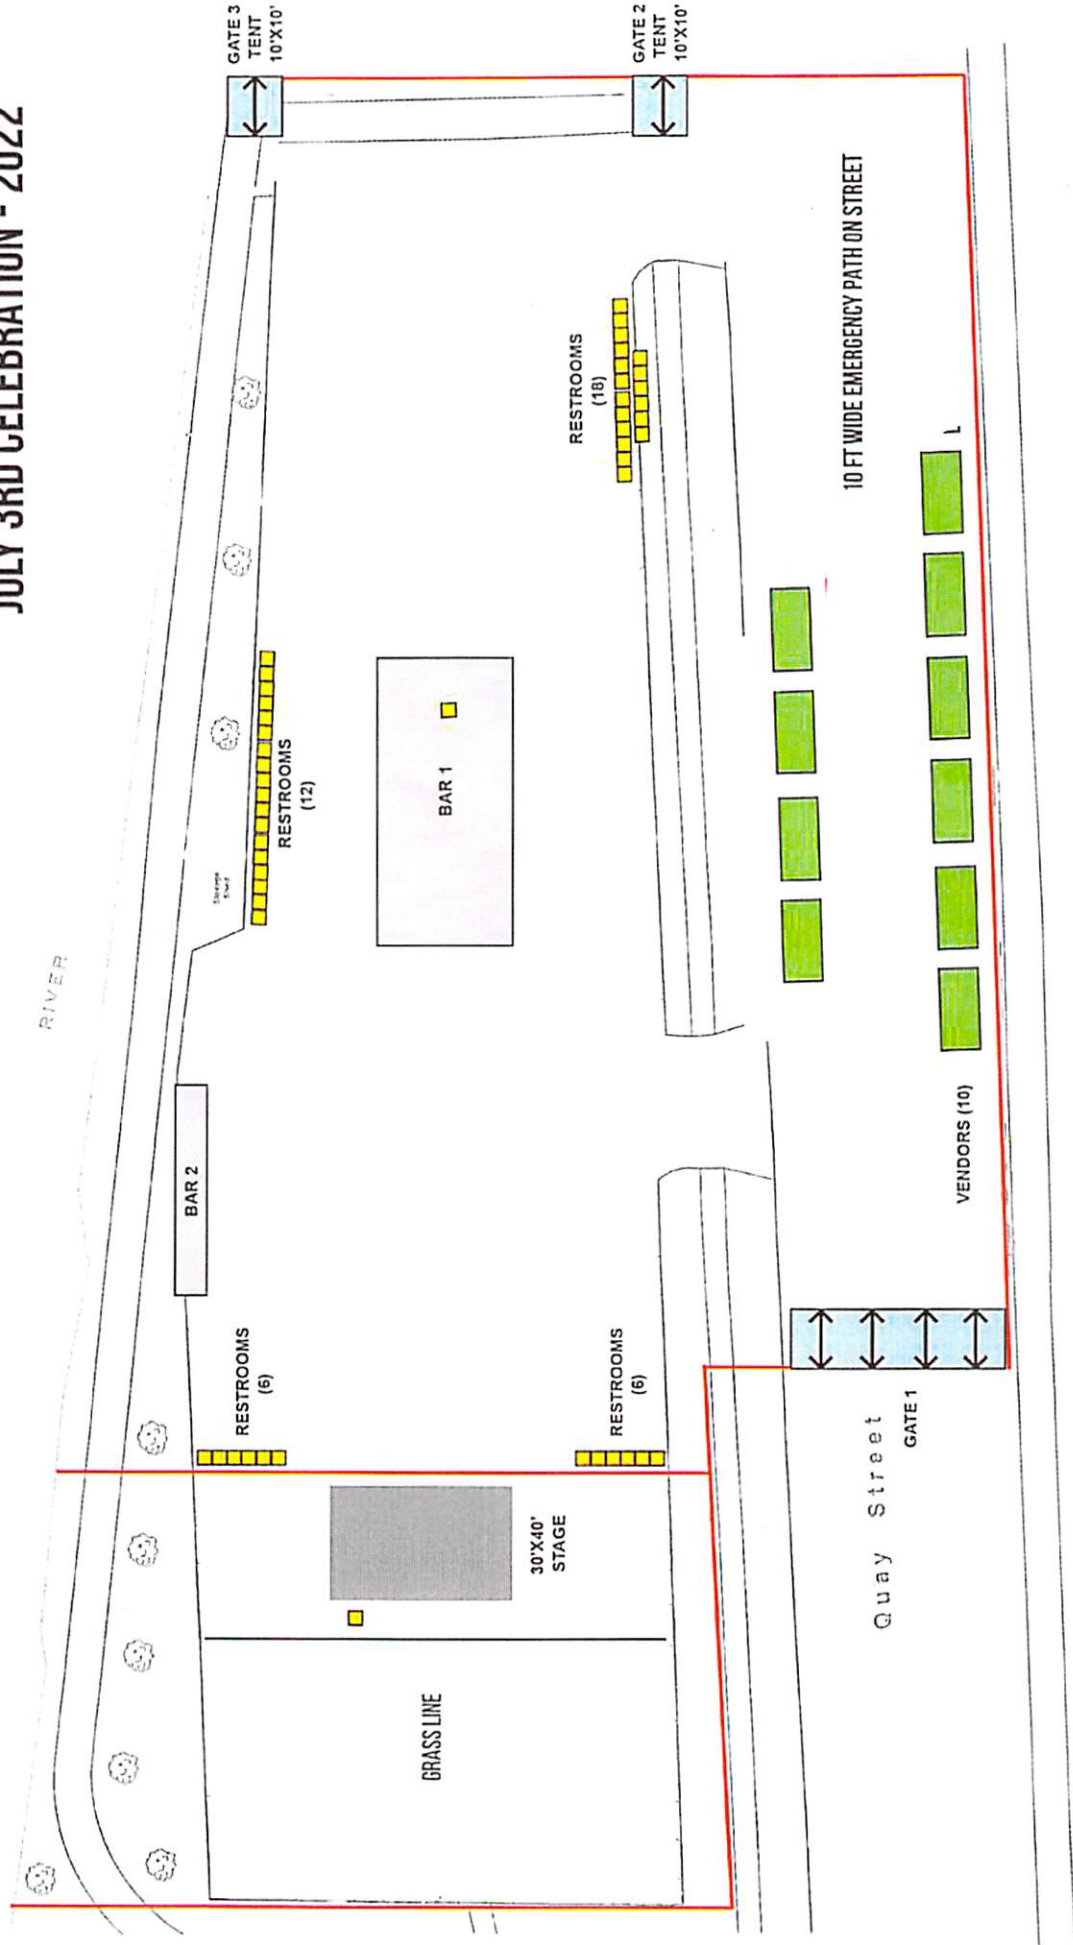 JULY 3RD CELEBRATION - 2022
RIVER
GATE 3
TENT
10'X10'
GATE 2
TENT
10'X10'
Storage
Shed
RESTROOMS
(12)
BAR 1
BAR 2
RESTROOMS
(18)
RESTROOMS
(6)
RESTROOMS
(6)
30'X40'
STAGE
GRASS LINE
10 FT WIDE EMERGENCY PATH ON STREET
L
VENDORS (10)
GATE 1
Quay Street